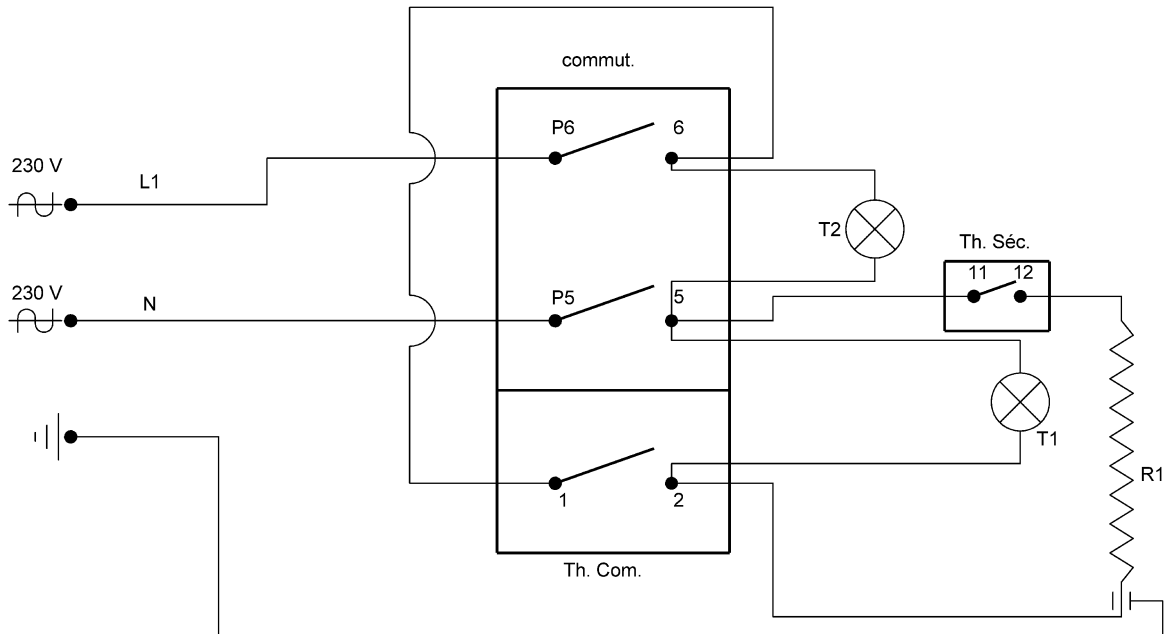 commut.
P6
6
230 V
L1
T2
Th. Séc.
11
12
230 V
N
P5
5
T1
R1
1
2
Th. Com.